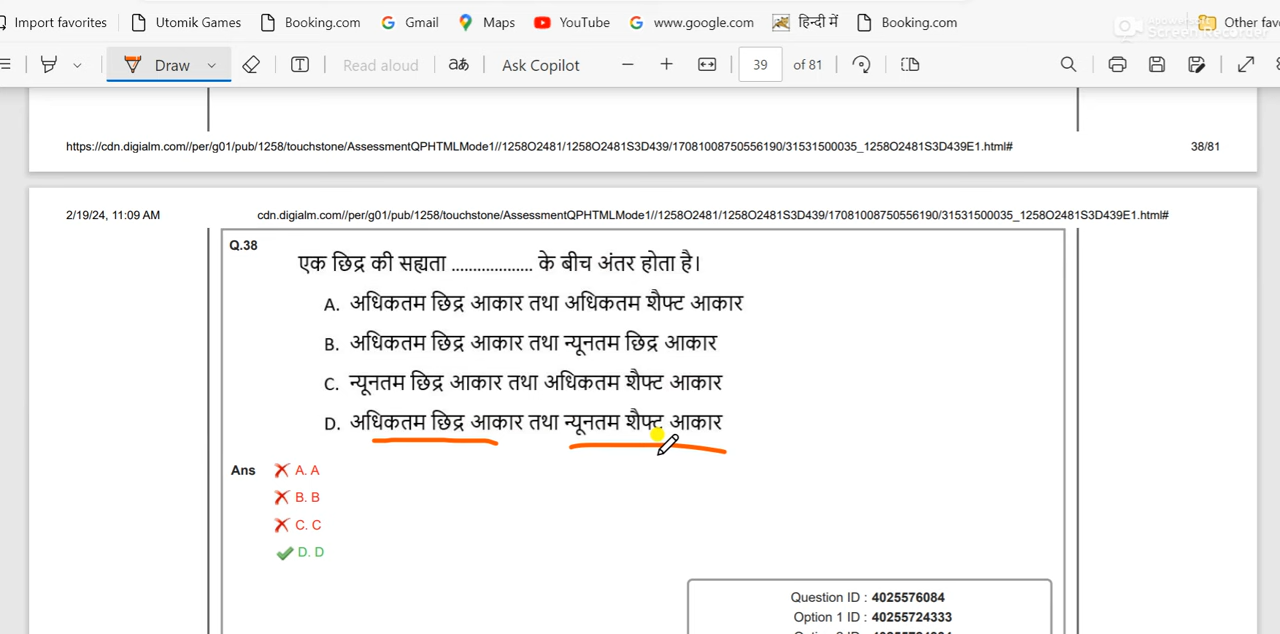 Import favorites Utomik Games Booking.com Gmail Maps YouTube www.google.com हिन्दी में Booking.com Other fav
Draw Read aloud aあ Ask Copilot 39 of 81
https://cdn.digialm.com//per/g01/pub/1258/touchstone/AssessmentQPHTMLMode1//1258O2481/1258O2481S3D439/17081008750556190/31531500035_1258O2481S3D439E1.html# 38/81
2/19/24, 11:09 AM cdn.digialm.com//per/g01/pub/1258/touchstone/AssessmentQPHTMLMode1//1258O2481/1258O2481S3D439/17081008750556190/31531500035_1258O2481S3D439E1.html#
Q.38
एक छिद्र की सह्यता ................... के बीच अंतर होता है।
A. अधिकतम छिद्र आकार तथा अधिकतम शैफ्ट आकार
B. अधिकतम छिद्र आकार तथा न्यूनतम छिद्र आकार
C. न्यूनतम छिद्र आकार तथा अधिकतम शैफ्ट आकार
D. अधिकतम छिद्र आकार तथा न्यूनतम शैफ्ट आकार
Ans A. A
B. B
C. C
D. D
Question ID : 4025576084
Option 1 ID : 40255724333